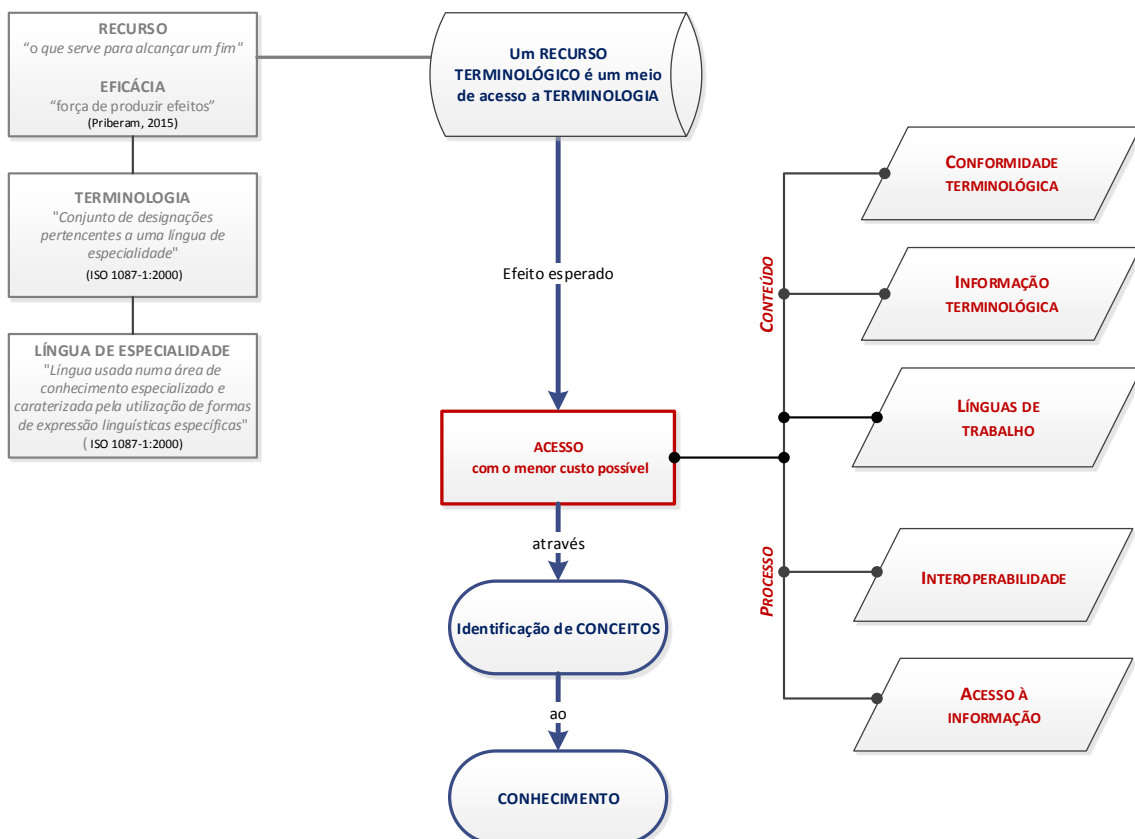 RECURSO
“o que serve para alcançar um fim"
EFICÁCIA
“força de produzir efeitos”
(Priberam, 2015)
TERMINOLOGIA
"Conjunto de designações
pertencentes a uma língua de
especialidade"
(ISO 1087-1:2000)
LÍNGUA DE ESPECIALIDADE
"Língua usada numa área de
conhecimento especializado e
caraterizada pela utilização de formas
de expressão linguísticas específicas"
( ISO 1087-1:2000)
Um RECURSO
TERMINOLÓGICO é um meio
de acesso a TERMINOLOGIA
Efeito esperado
ACESSO
com o menor custo possível
através
Identificação de CONCEITOS
ao
CONHECIMENTO
CONTEÚDO
PROCESSO
CONFORMIDADE
TERMINOLÓGICA
INFORMAÇÃO
TERMINOLÓGICA
LÍNGUAS DE
TRABALHO
INTEROPERABILIDADE
ACESSO À
INFORMAÇÃO